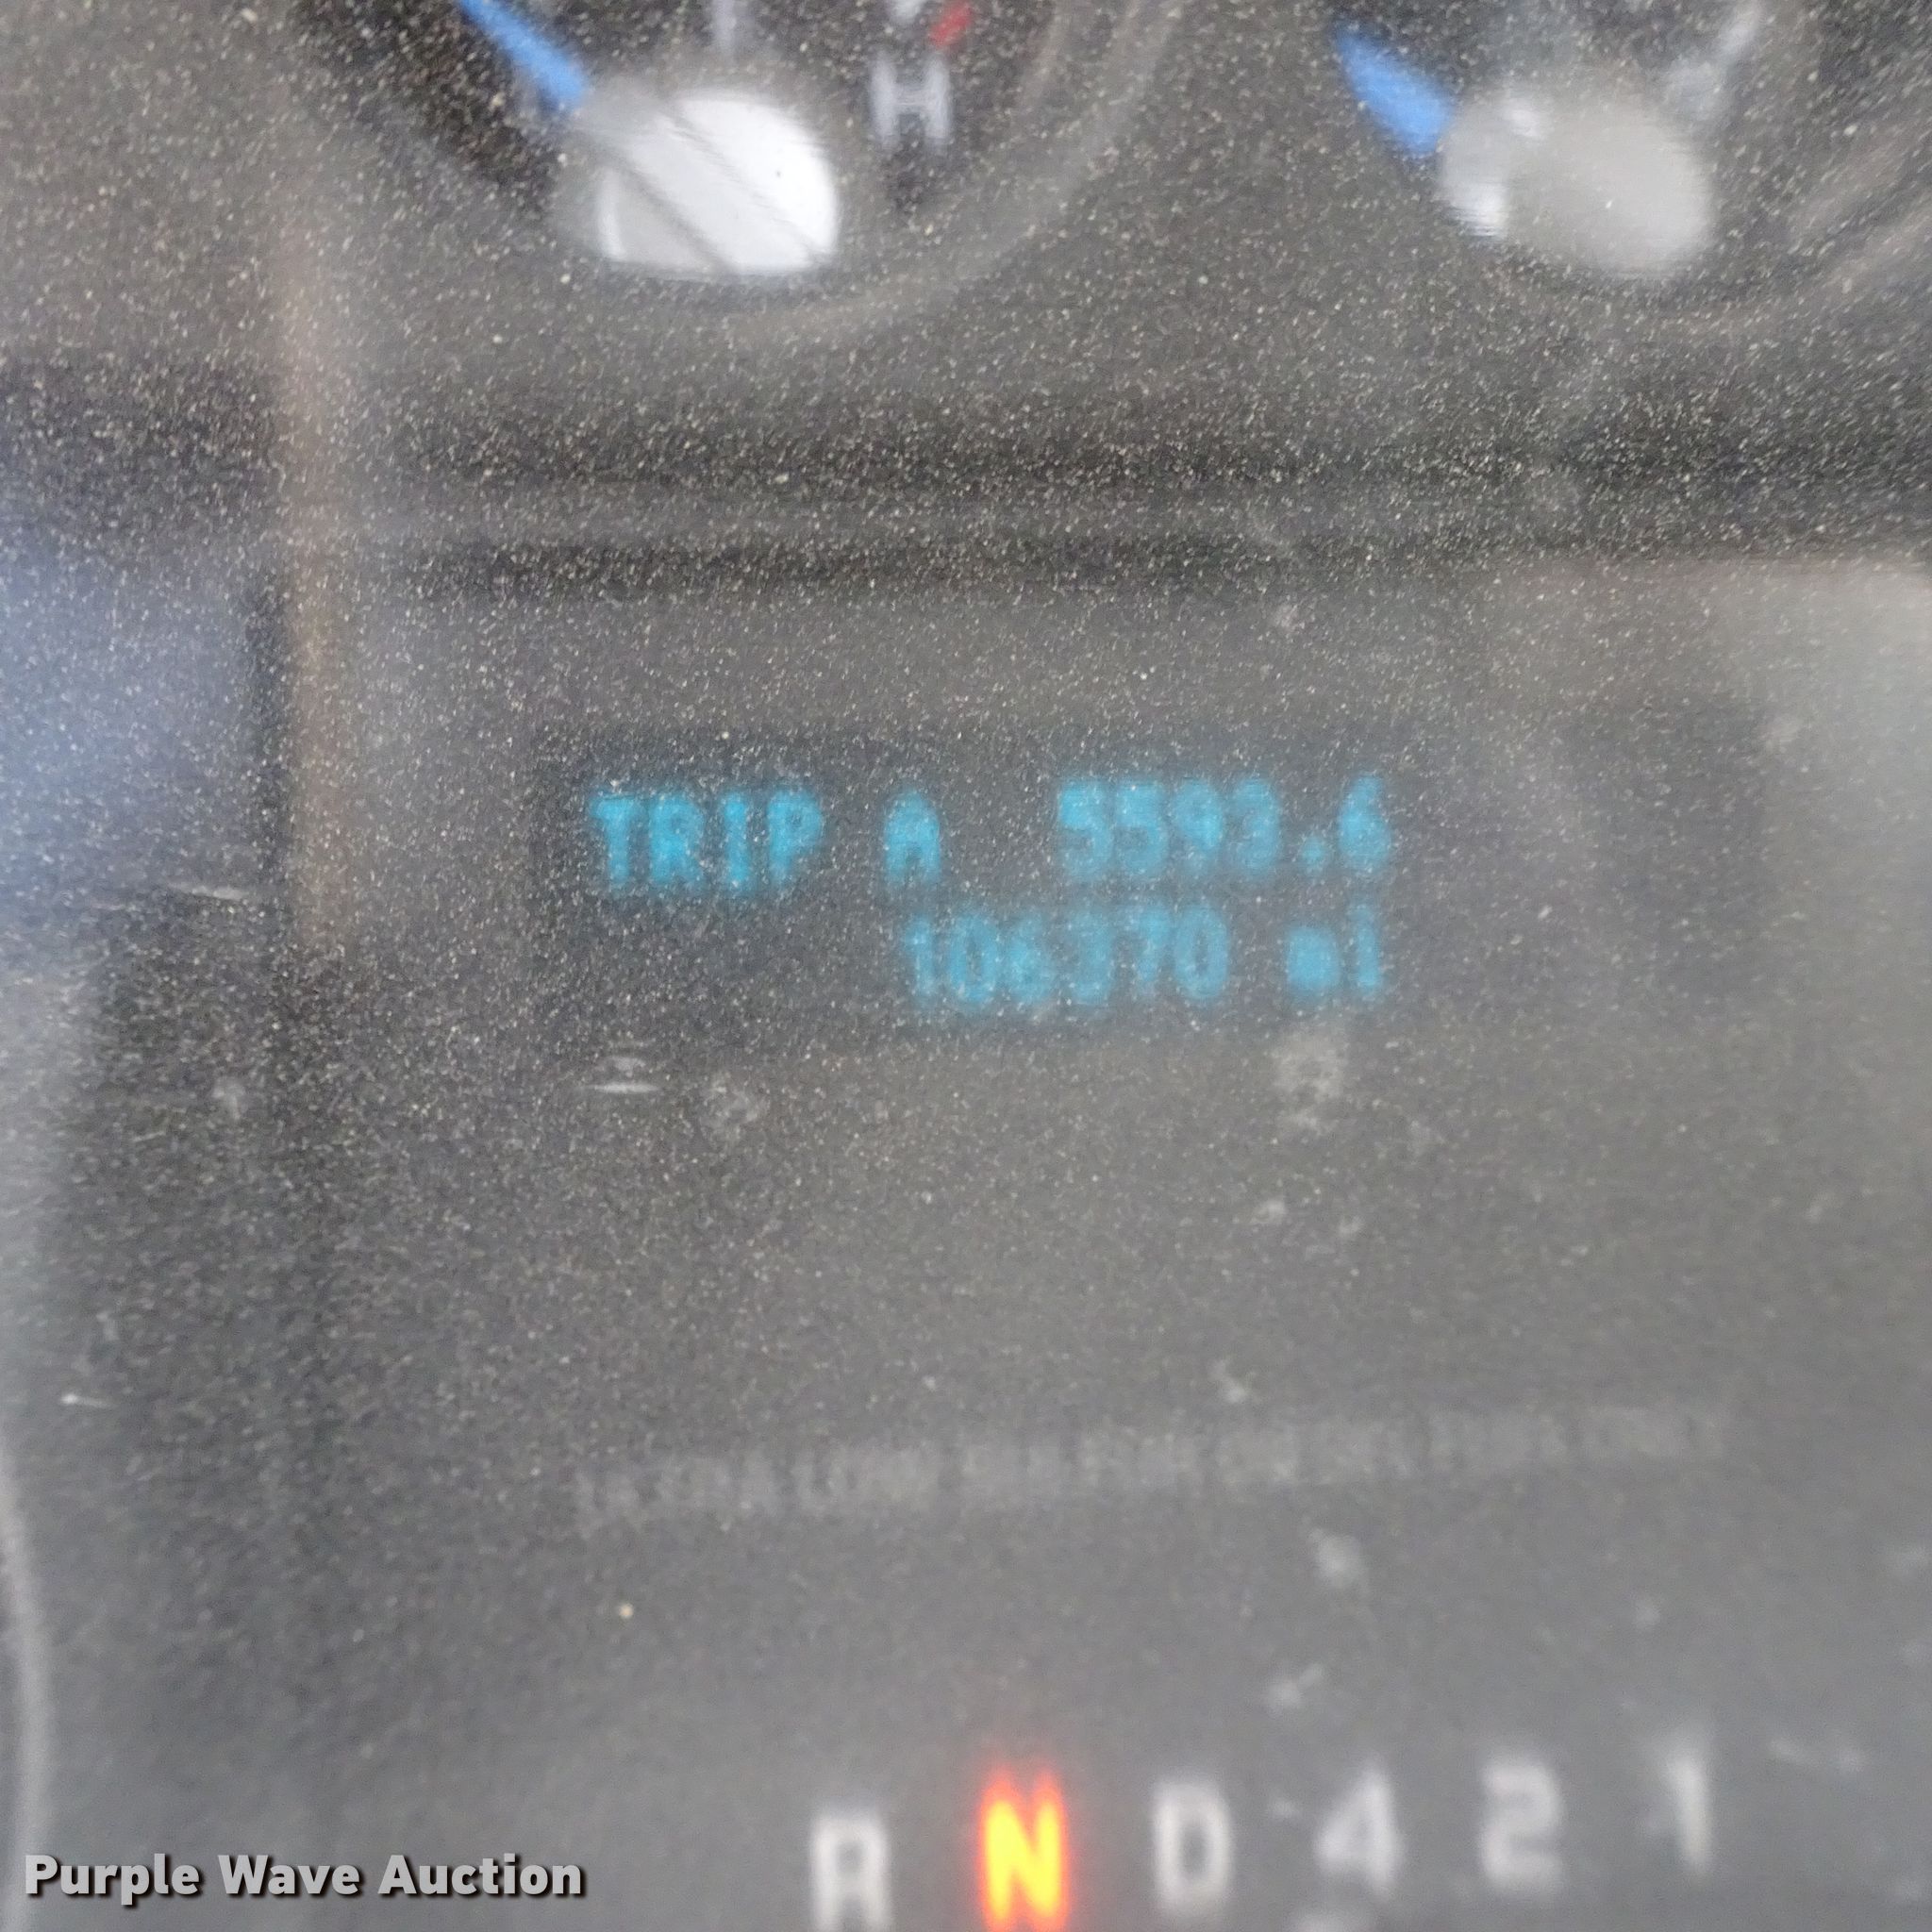 H
TRIP A 5593.6
106370 mi
R N D 4 2 1
Purple Wave Auction